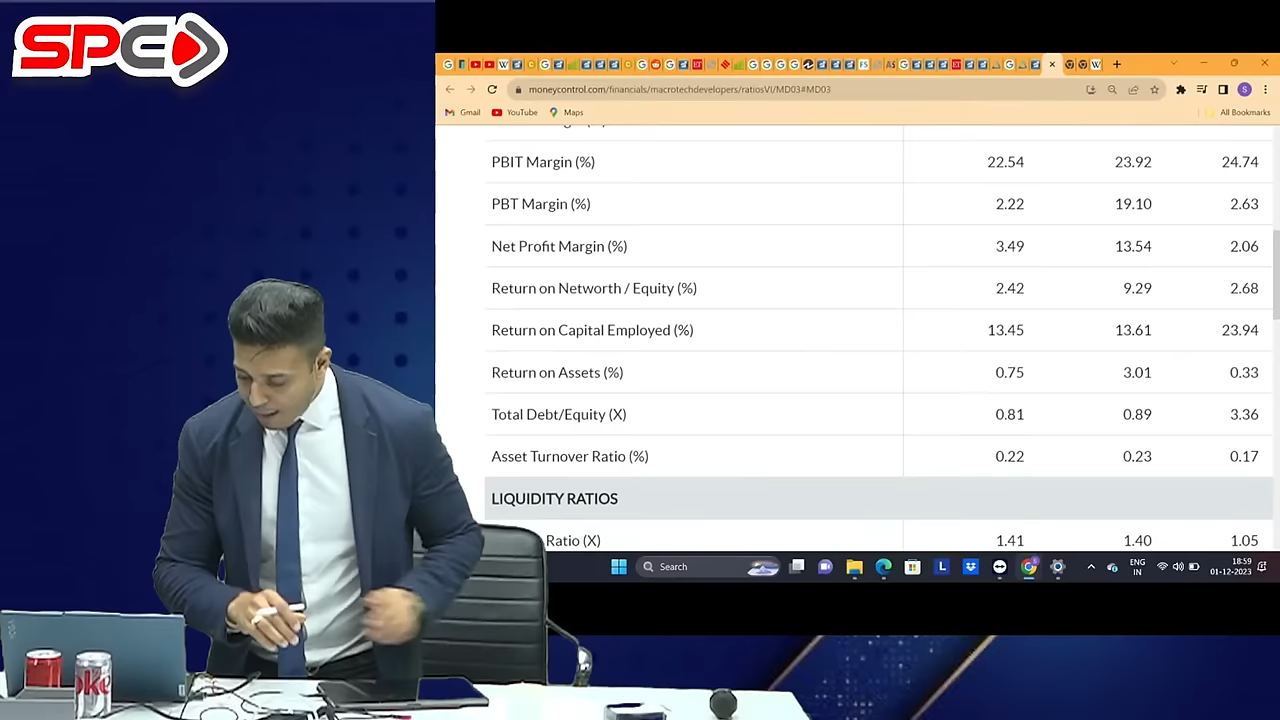 SPED
moneycontrol.com/financials/macrotechdevelopers/ratiosVI/MD03#MD03
Gmail YouTube Maps All Bookmarks
PBIT Margin (%) 22.54 23.92 24.74
PBT Margin (%) 2.22 19.10 2.63
Net Profit Margin (%) 3.49 13.54 2.06
Return on Networth / Equity (%) 2.42 9.29 2.68
Return on Capital Employed (%) 13.45 13.61 23.94
Return on Assets (%) 0.75 3.01 0.33
Total Debt/Equity (X) 0.81 0.89 3.36
Asset Turnover Ratio (%) 0.22 0.23 0.17
LIQUIDITY RATIOS
Ratio (X) 1.41 1.40 1.05
Search
ENG
IN
18:59
01-12-2023
YOGA
oke